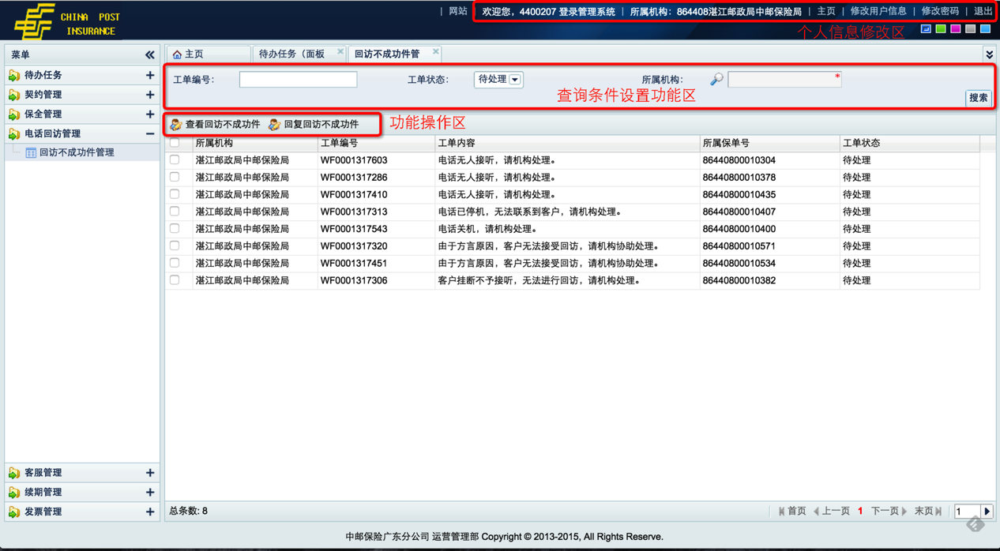 CHINA POST
INSURANCE
| 网站 欢迎您，4400207 登录管理系统 | 所属机构：864408湛江邮政局中邮保险局 | 主页 | 修改用户信息 | 修改密码 | 退出
个人信息修改区
菜单
主页 待办任务（面板 回访不成功件管
待办任务
契约管理
保全管理
电话回访管理
回访不成功件管理
工单编号： 工单状态： 待处理 所属机构： *
查询条件设置功能区
搜索
查看回访不成功件 回复回访不成功件 功能操作区
所属机构 工单编号 工单内容 所属保单号 工单状态
湛江邮政局中邮保险局 WF0001317603 电话无人接听，请机构处理。 86440800010304 待处理
湛江邮政局中邮保险局 WF0001317286 电话无人接听，请机构处理。 86440800010378 待处理
湛江邮政局中邮保险局 WF0001317410 电话无人接听，请机构处理。 86440800010435 待处理
湛江邮政局中邮保险局 WF0001317313 电话已停机，无法联系到客户，请机构处理。 86440800010407 待处理
湛江邮政局中邮保险局 WF0001317543 电话关机，请机构处理。 86440800010400 待处理
湛江邮政局中邮保险局 WF0001317320 由于方言原因，客户无法接受回访，请机构协助处理。 86440800010571 待处理
湛江邮政局中邮保险局 WF0001317451 由于方言原因，客户无法接受回访，请机构协助处理。 86440800010534 待处理
湛江邮政局中邮保险局 WF0001317306 客户挂断不予接听，无法进行回访，请机构处理。 86440800010382 待处理
客服管理
续期管理
发票管理
总条数: 8 首页 上一页 1 下一页 末页 1
中邮保险广东分公司 运营管理部 Copyright © 2013-2015, All Rights Reserve.